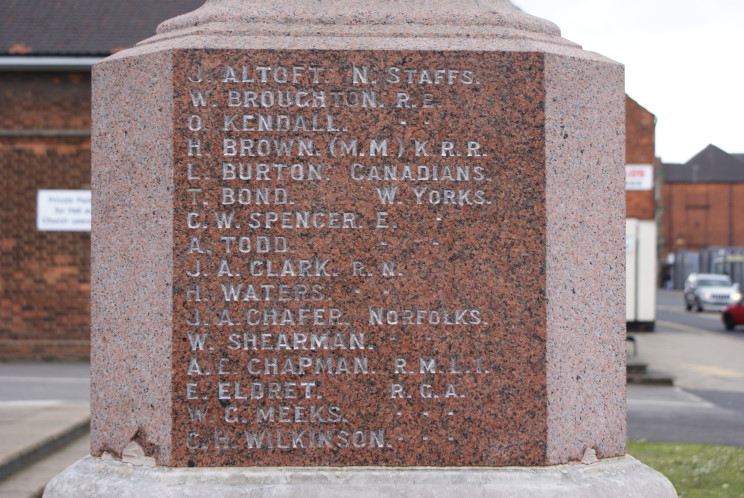 J. ALTOFT. N. STAFFS.
W. BROUGHTON. R.E.
O. KENDALL. " "
H. BROWN. (M.M) K.R.R.
L. BURTON. CANADIANS.
T. BOND. W. YORKS.
C. W. SPENCER. E. "
A. TODD. " "
J. A. CLARK. R. N.
H. WATERS. " "
J. A. CHAFER. NORFOLKS.
W. SHEARMAN. "
A. E. CHAPMAN. R.M.L.I.
E. ELDRET. R.G.A.
W. G. MEEKS. " " "
C. H. WILKINSON. " " "
Private